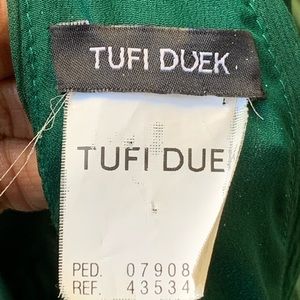 TUFI DUEK
TUFI DUE
PED. 07908
REF. 43534